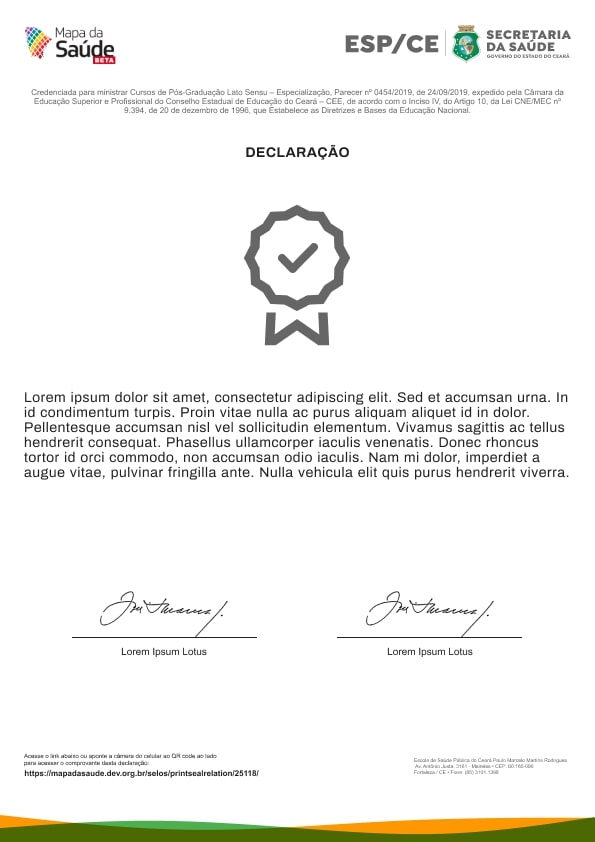 Mapa da
Saúde
BETA
ESP/CE
SECRETARIA
DA SAÚDE
GOVERNO DO ESTADO DO CEARÁ
Credenciada para ministrar Cursos de Pós-Graduação Lato Sensu – Especialização, Parecer nº 0454/2019, de 24/09/2019, expedido pela Câmara da
Educação Superior e Profissional do Conselho Estadual de Educação do Ceará – CEE, de acordo com o Inciso IV, do Artigo 10, da Lei CNE/MEC nº
9.394, de 20 de dezembro de 1996, que Estabelece as Diretrizes e Bases da Educação Nacional.
DECLARAÇÃO
Lorem ipsum dolor sit amet, consectetur adipiscing elit. Sed et accumsan urna. In
id condimentum turpis. Proin vitae nulla ac purus aliquam aliquet id in dolor.
Pellentesque accumsan nisl vel sollicitudin elementum. Vivamus sagittis ac tellus
hendrerit consequat. Phasellus ullamcorper iaculis venenatis. Donec rhoncus
tortor id orci commodo, non accumsan odio iaculis. Nam mi dolor, imperdiet a
augue vitae, pulvinar fringilla ante. Nulla vehicula elit quis purus hendrerit viverra.
Lorem Ipsum Lotus
Lorem Ipsum Lotus
Acesse o link abaixo ou aponte a câmera do celular ao QR code ao lado
para acessar o comprovante desta declaração:
https://mapadasaude.dev.org.br/selos/printsealrelation/25118/
Escola de Saúde Pública do Ceará Paulo Marcelo Martins Rodrigues
Av. Antônio Justa, 3161 - Meireles • CEP: 60.165-090
Fortaleza / CE • Fone: (85) 3101.1398